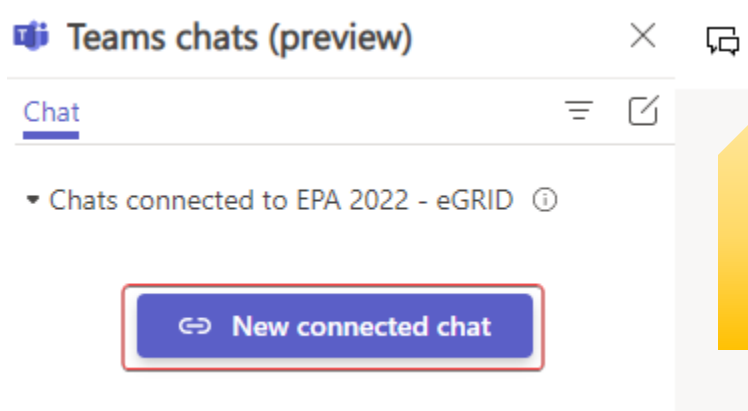 Teams chats (preview)
Chat
Chats connected to EPA 2022 - eGRID
New connected chat